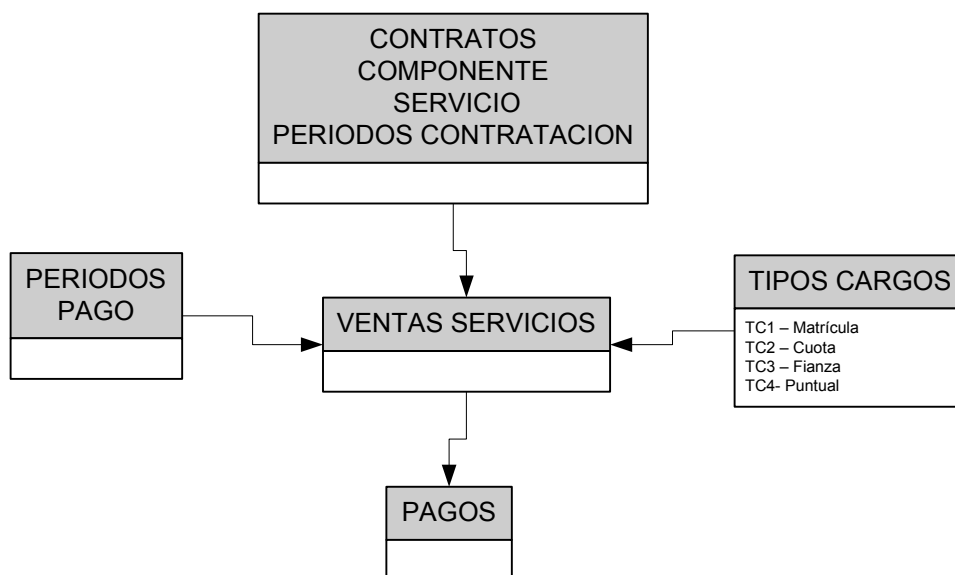 CONTRATOS
COMPONENTE
SERVICIO
PERIODOS CONTRATACION
PERIODOS
PAGO
VENTAS SERVICIOS
TIPOS CARGOS
TC1 – Matrícula
TC2 – Cuota
TC3 – Fianza
TC4- Puntual
PAGOS